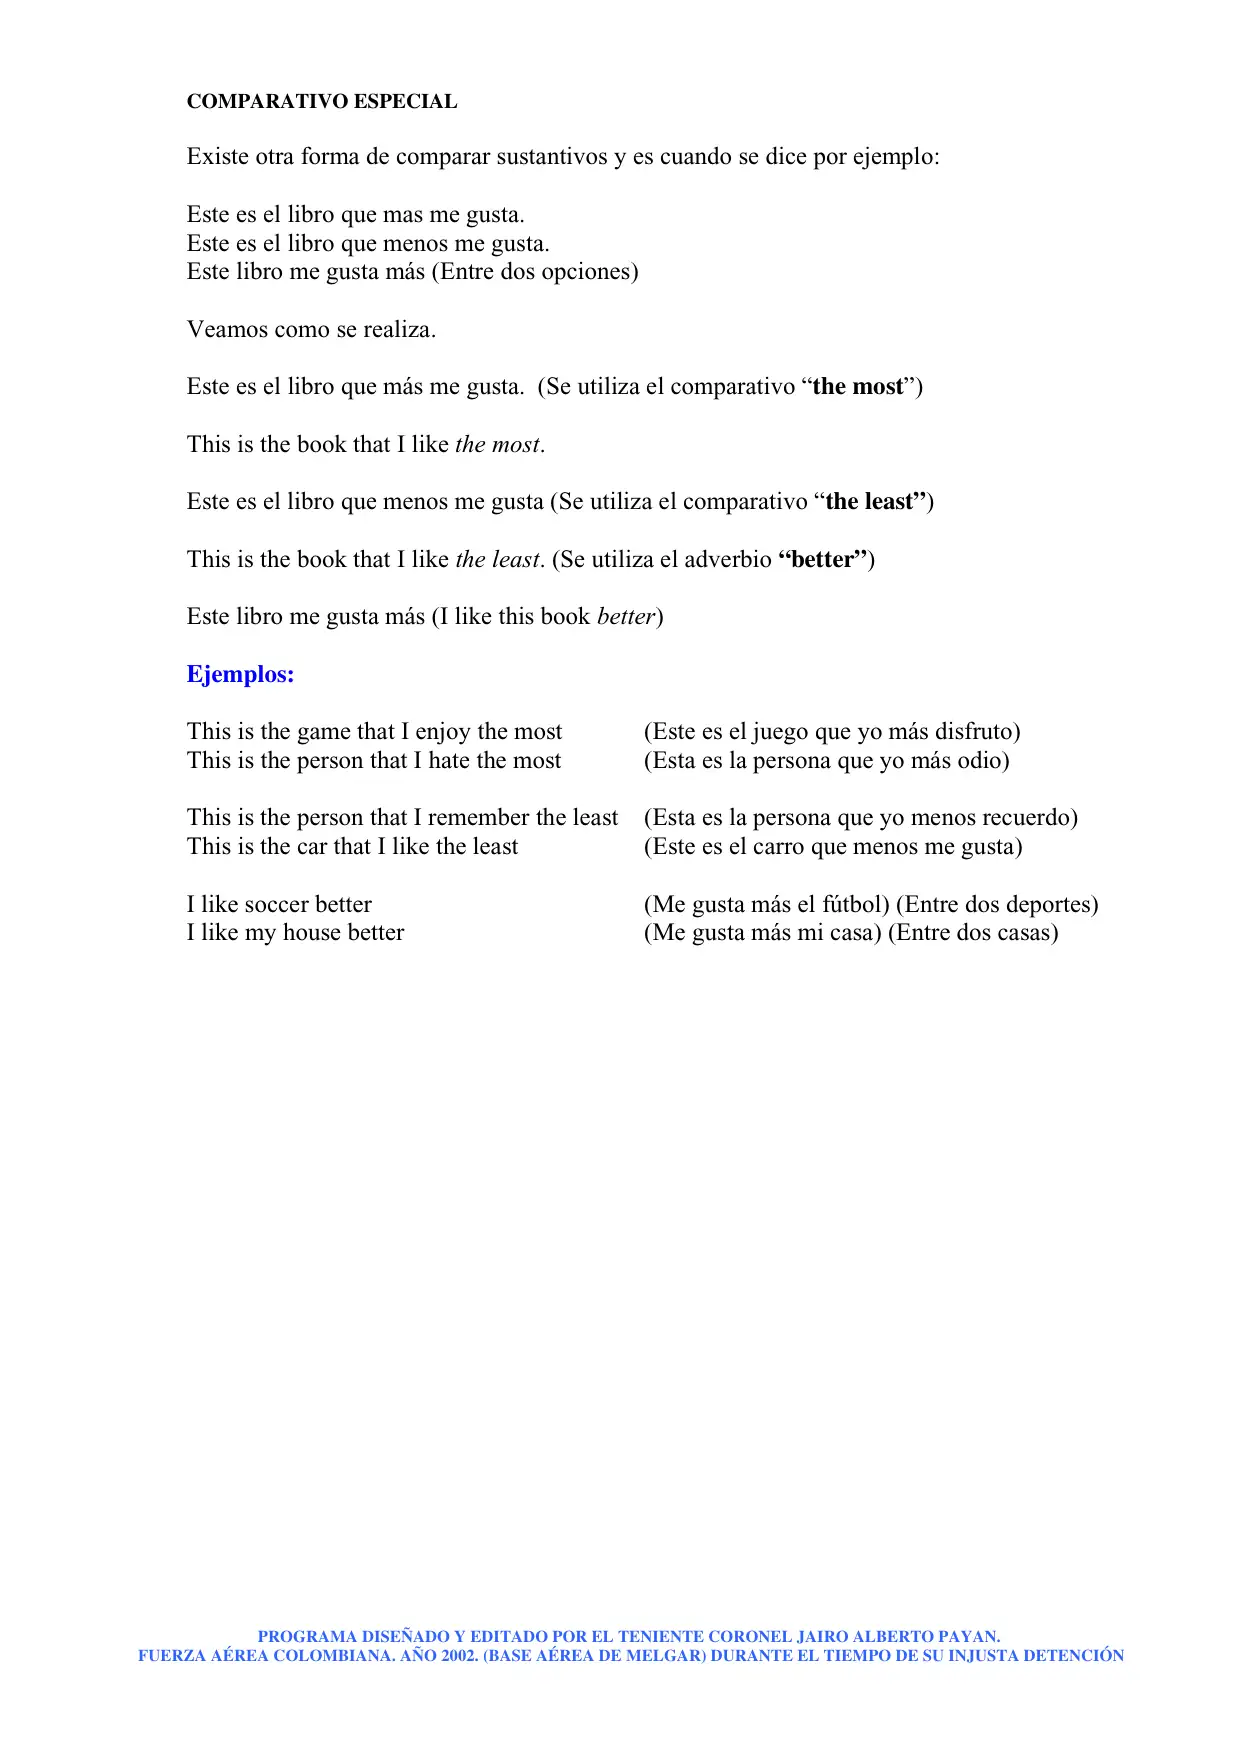 COMPARATIVO ESPECIAL
Existe otra forma de comparar sustantivos y es cuando se dice por ejemplo:
Este es el libro que mas me gusta.
Este es el libro que menos me gusta.
Este libro me gusta más (Entre dos opciones)
Veamos como se realiza.
Este es el libro que más me gusta.  (Se utiliza el comparativo “the most”)
This is the book that I like the most.
Este es el libro que menos me gusta (Se utiliza el comparativo “the least”)
This is the book that I like the least. (Se utiliza el adverbio “better”)
Este libro me gusta más (I like this book better)
Ejemplos:
This is the game that I enjoy the most (Este es el juego que yo más disfruto)
This is the person that I hate the most (Esta es la persona que yo más odio)
This is the person that I remember the least (Esta es la persona que yo menos recuerdo)
This is the car that I like the least (Este es el carro que menos me gusta)
I like soccer better (Me gusta más el fútbol) (Entre dos deportes)
I like my house better (Me gusta más mi casa) (Entre dos casas)
PROGRAMA DISEÑADO Y EDITADO POR EL TENIENTE CORONEL JAIRO ALBERTO PAYAN.
FUERZA AÉREA COLOMBIANA. AÑO 2002. (BASE AÉREA DE MELGAR) DURANTE EL TIEMPO DE SU INJUSTA DETENCIÓN